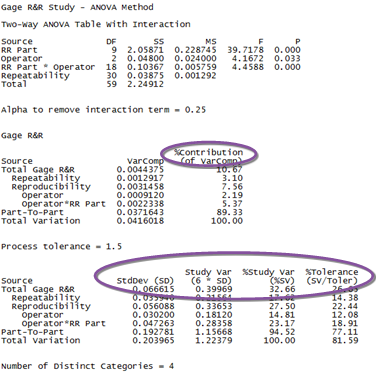 Gage R&R Study - ANOVA Method
Two-Way ANOVA Table With Interaction
Source DF SS MS F P
RR Part 9 2.05871 0.228745 39.7178 0.000
Operator 2 0.04800 0.024000 4.1672 0.033
RR Part * Operator 18 0.10367 0.005759 4.4588 0.000
Repeatability 30 0.03875 0.001292
Total 59 2.24912
Alpha to remove interaction term = 0.25
Gage R&R
%Contribution
Source VarComp (of VarComp)
Total Gage R&R 0.0044375 10.67
Repeatability 0.0012917 3.10
Reproducibility 0.0031458 7.56
Operator 0.0009120 2.19
Operator*RR Part 0.0022338 5.37
Part-To-Part 0.0371643 89.33
Total Variation 0.0416018 100.00
Process tolerance = 1.5
Study Var %Study Var %Tolerance
Source StdDev (SD) (6 * SD) (%SV) (SV/Toler)
Total Gage R&R 0.066615 0.39969 32.66 26.65
Repeatability 0.035940 0.21564 17.62 14.38
Reproducibility 0.056088 0.33653 27.50 22.44
Operator 0.030200 0.18120 14.81 12.08
Operator*RR Part 0.047263 0.28358 23.17 18.91
Part-To-Part 0.192781 1.15668 94.52 77.11
Total Variation 0.203965 1.22379 100.00 81.59
Number of Distinct Categories = 4